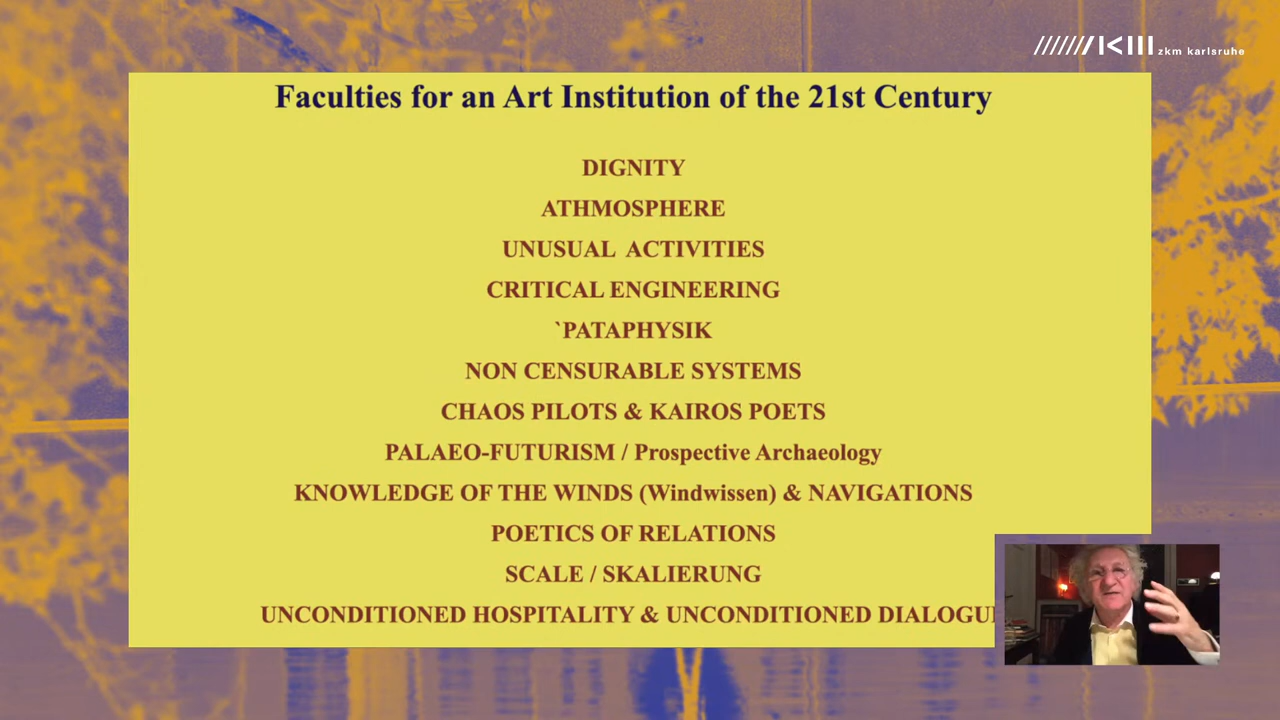 zkm karlsruhe
Faculties for an Art Institution of the 21st Century
DIGNITY
ATHMOSPHERE
UNUSUAL ACTIVITIES
CRITICAL ENGINEERING
`PATAPHYSIK
NON CENSURABLE SYSTEMS
CHAOS PILOTS & KAIROS POETS
PALAEO-FUTURISM / Prospective Archaeology
KNOWLEDGE OF THE WINDS (Windwissen) & NAVIGATIONS
POETICS OF RELATIONS
SCALE / SKALIERUNG
UNCONDITIONED HOSPITALITY & UNCONDITIONED